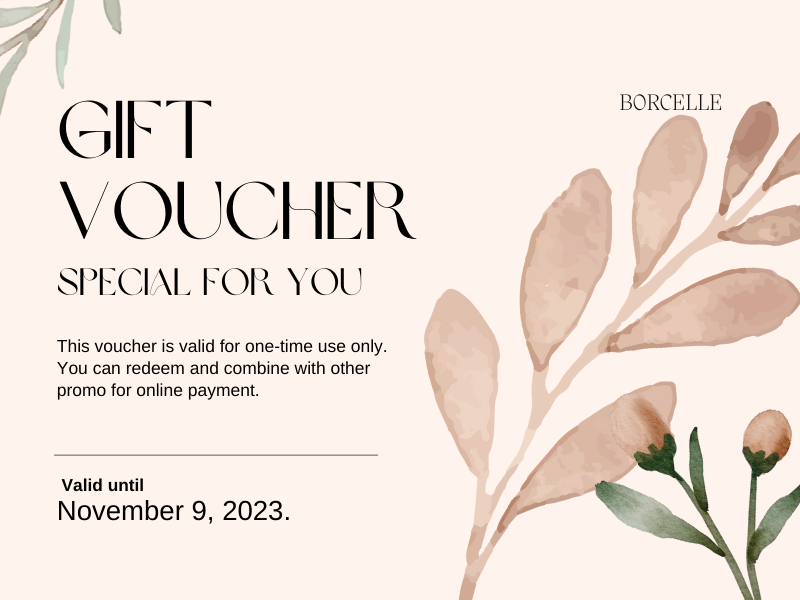 GIFT
VOUCHER
SPECIAL FOR YOU
BORCELLE
This voucher is valid for one-time use only.
You can redeem and combine with other
promo for online payment.
Valid until
November 9, 2023.